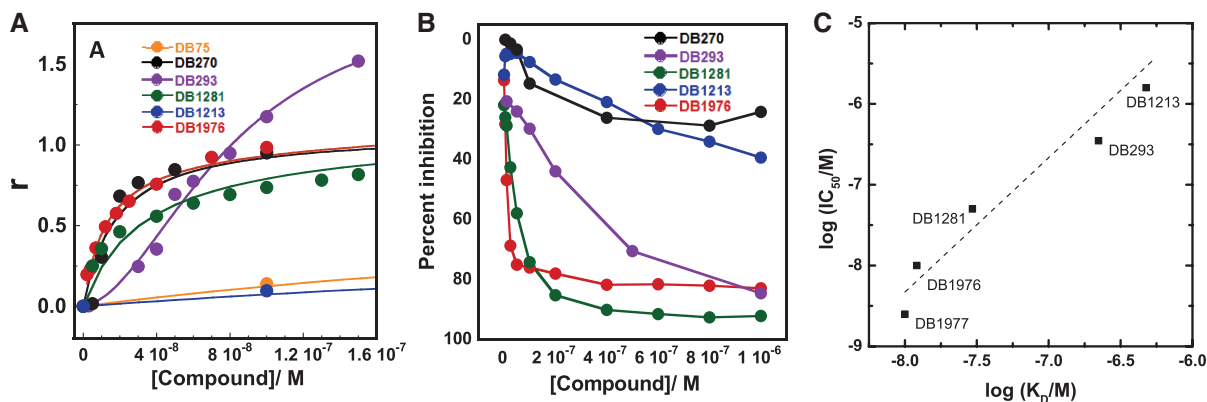 A
A
DB75
DB270
DB293
DB1281
DB1213
DB1976
r
1.5
1.0
0.5
0.0
0 4 10⁻⁸ 8 10⁻⁸ 1.2 10⁻⁷ 1.6 10⁻⁷
[Compound]/ M
B
DB270
DB293
DB1281
DB1213
DB1976
Percent inhibition
0
20
40
60
80
100
0 2 10⁻⁷ 4 10⁻⁷ 6 10⁻⁷ 8 10⁻⁷ 1 10⁻⁶
[Compound]/ M
C
log (IC₅₀/M)
-5
-6
-7
-8
-9
DB1213
DB293
DB1281
DB1976
DB1977
-8.0 -7.5 -7.0 -6.5 -6.0
log (K_D/M)